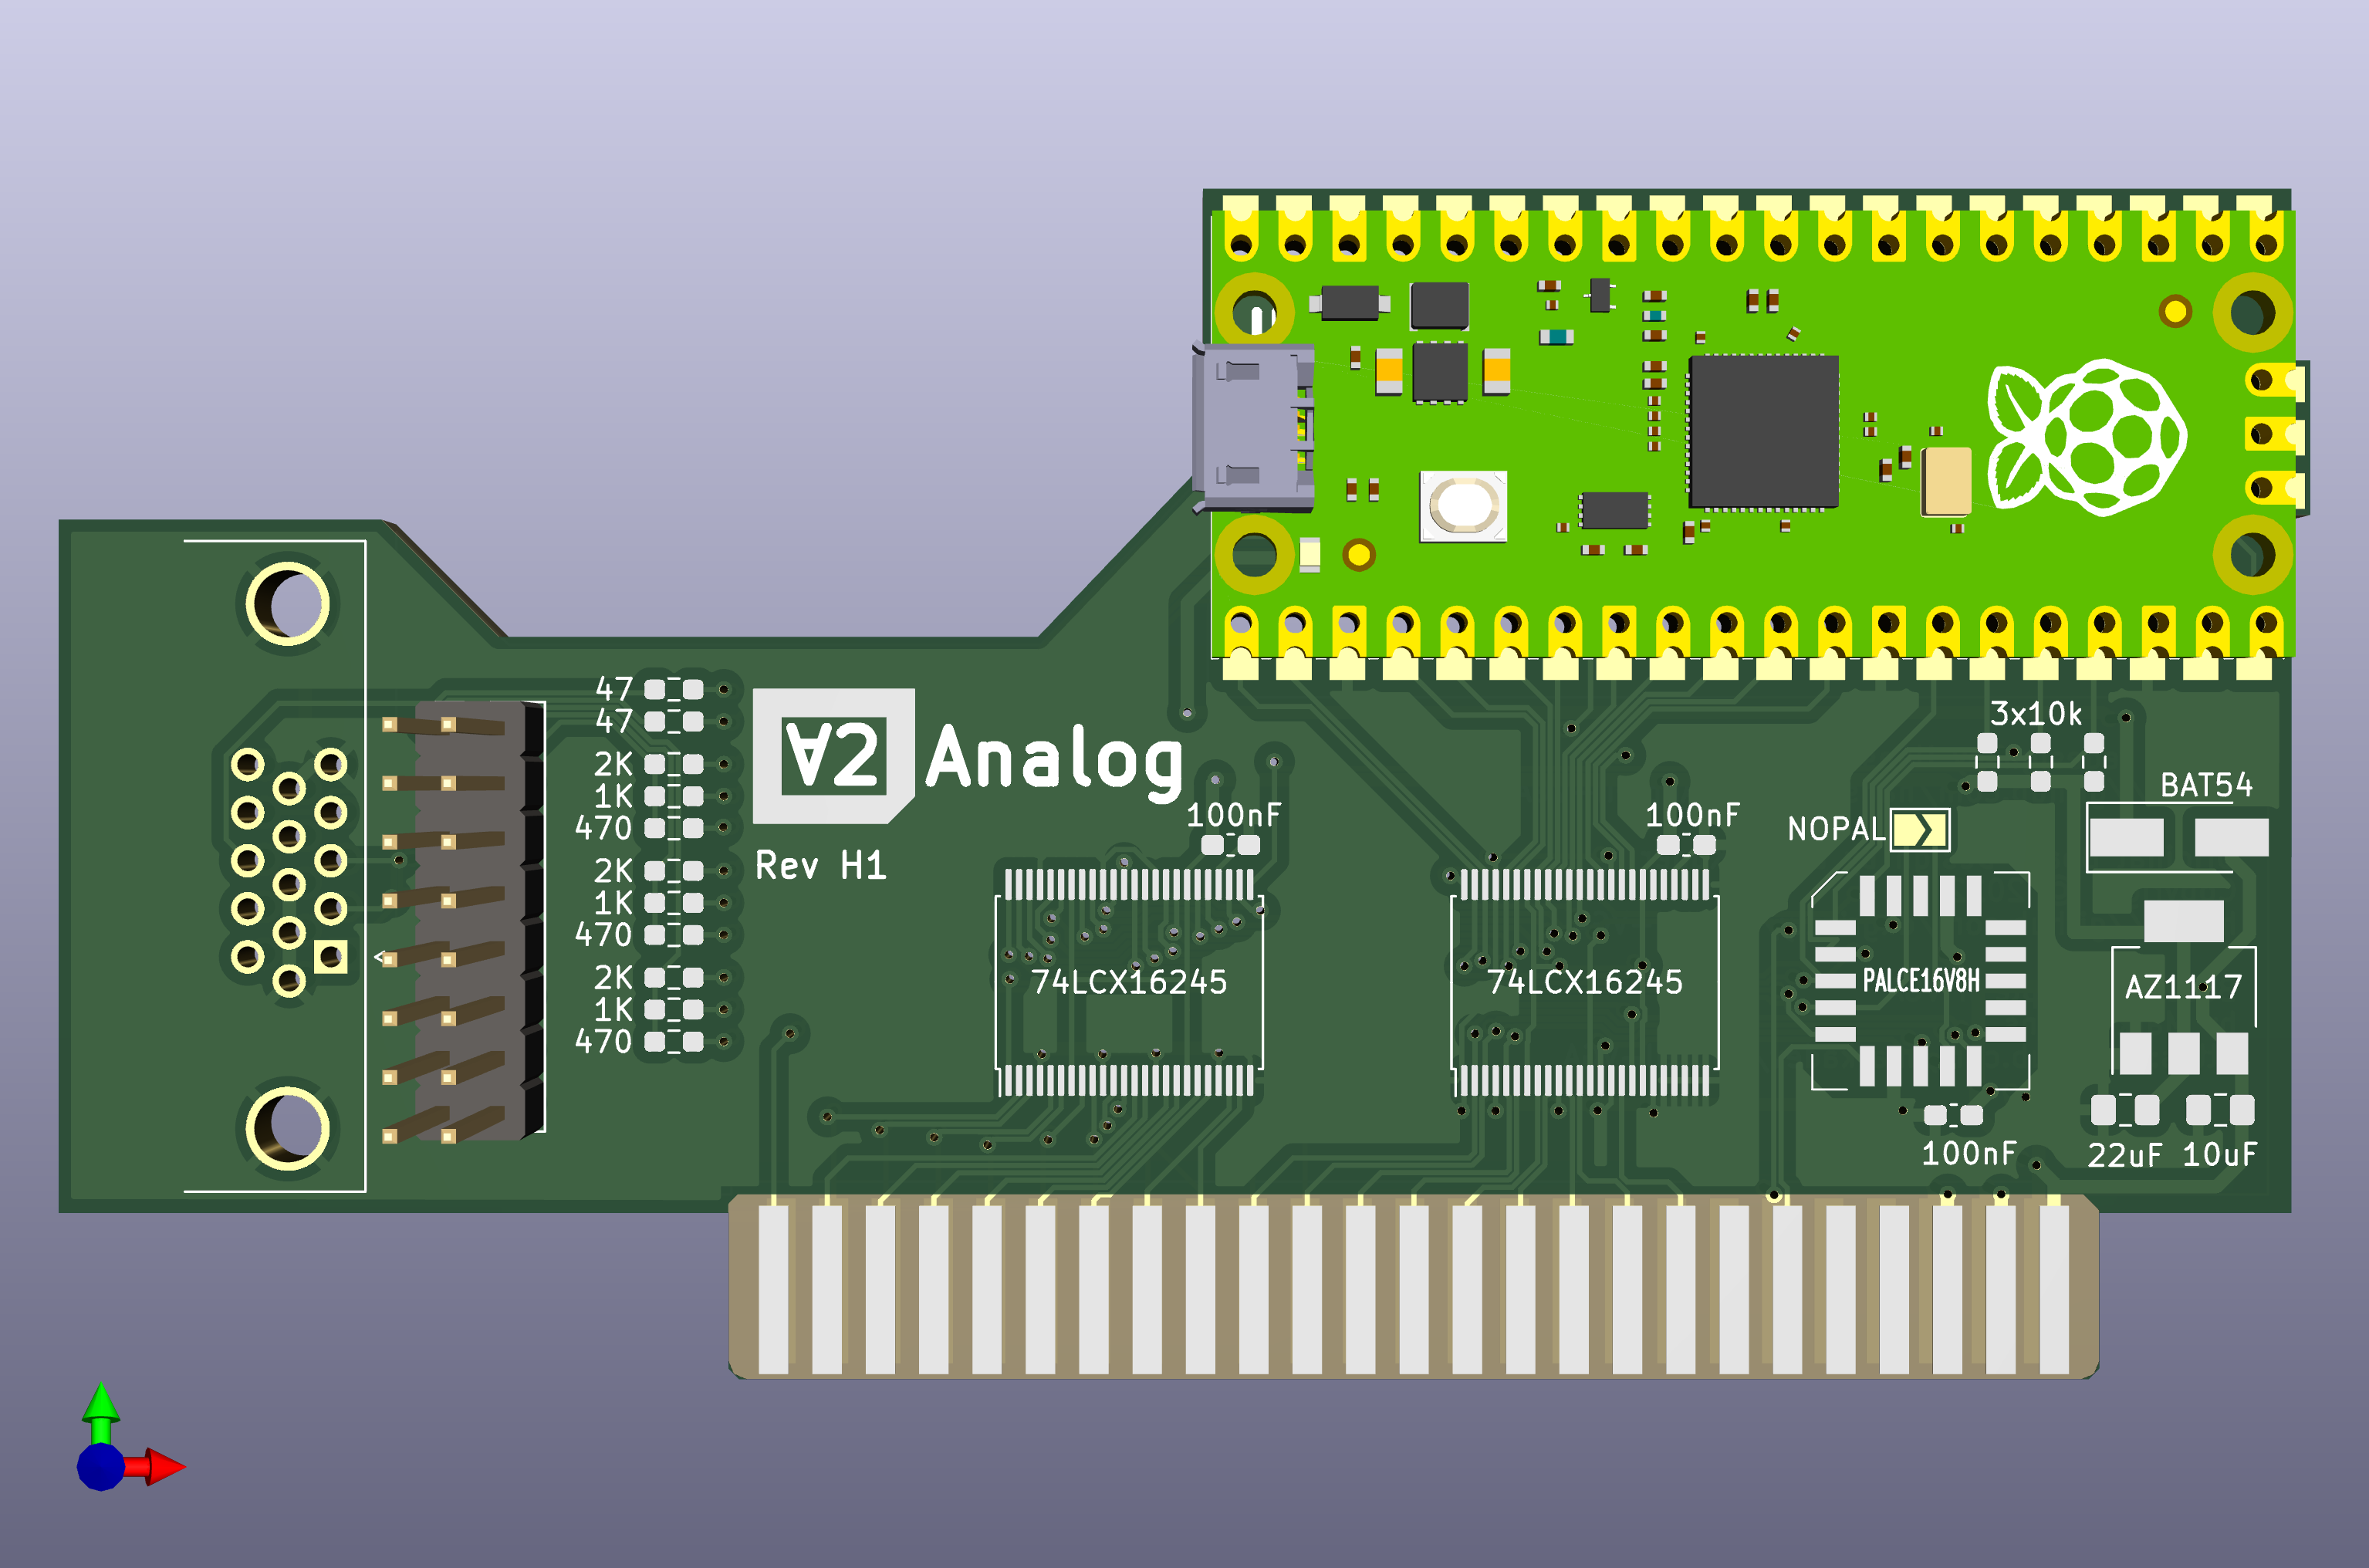 47
47
2K
1K
470
2K
1K
470
2K
1K
470
∀2 Analog
Rev H1
100nF
100nF
3x10k
BAT54
NOPAL
74LCX16245
74LCX16245
PALCE16V8H
AZ1117
100nF
22uF
10uF